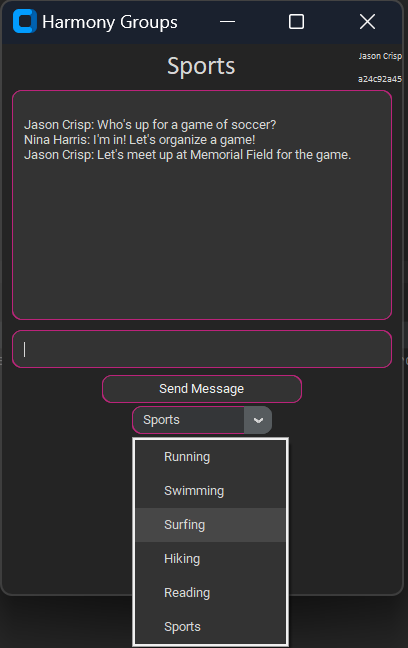 Harmony Groups
Sports
Jason Crisp
a24c92a45
Jason Crisp: Who's up for a game of soccer?
Nina Harris: I'm in! Let's organize a game!
Jason Crisp: Let's meet up at Memorial Field for the game.
Send Message
Sports
Running
Swimming
Surfing
Hiking
Reading
Sports